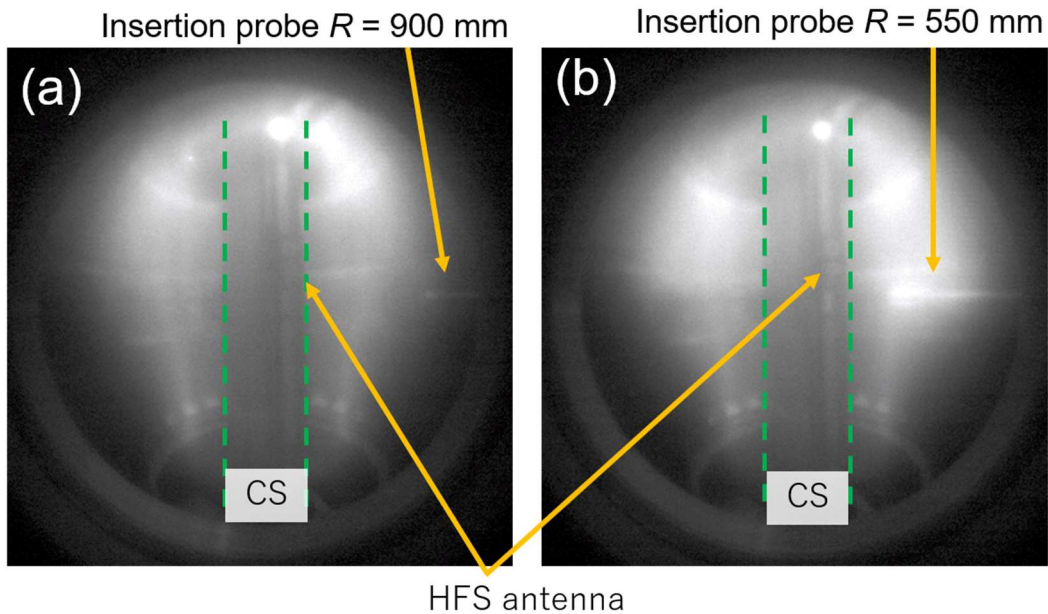 Insertion probe R = 900 mm
Insertion probe R = 550 mm
(a)
(b)
CS
CS
HFS antenna